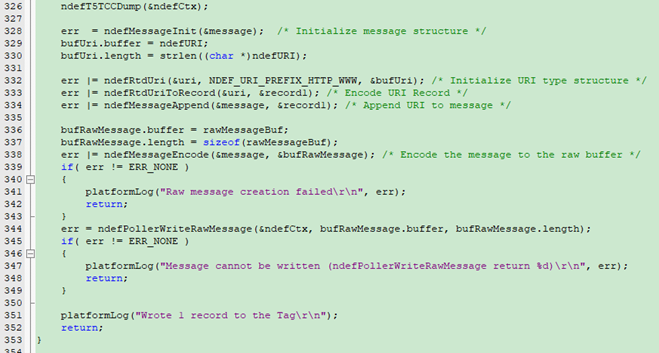 326 ndefT5TCCDump(&ndefCtx);
327
328 err  = ndefMessageInit(&message);  /* Initialize message structure */
329 bufUri.buffer = ndefURI;
330 bufUri.length = strlen((char *)ndefURI);
331
332 err |= ndefRtdUri(&uri, NDEF_URI_PREFIX_HTTP_WWW, &bufUri); /* Initialize URI type structure */
333 err |= ndefRtdUriToRecord(&uri, &record1); /* Encode URI Record */
334 err |= ndefMessageAppend(&message, &record1); /* Append URI to message */
335
336 bufRawMessage.buffer = rawMessageBuf;
337 bufRawMessage.length = sizeof(rawMessageBuf);
338 err |= ndefMessageEncode(&message, &bufRawMessage); /* Encode the message to the raw buffer */
339 if( err != ERR_NONE )
340 {
341 platformLog("Raw message creation failed\r\n", err);
342 return;
343 }
344 err = ndefPollerWriteRawMessage(&ndefCtx, bufRawMessage.buffer, bufRawMessage.length);
345 if( err != ERR_NONE )
346 {
347 platformLog("Message cannot be written (ndefPollerWriteRawMessage return %d)\r\n", err);
348 return;
349 }
350
351 platformLog("Wrote 1 record to the Tag\r\n");
352 return;
353 }
354